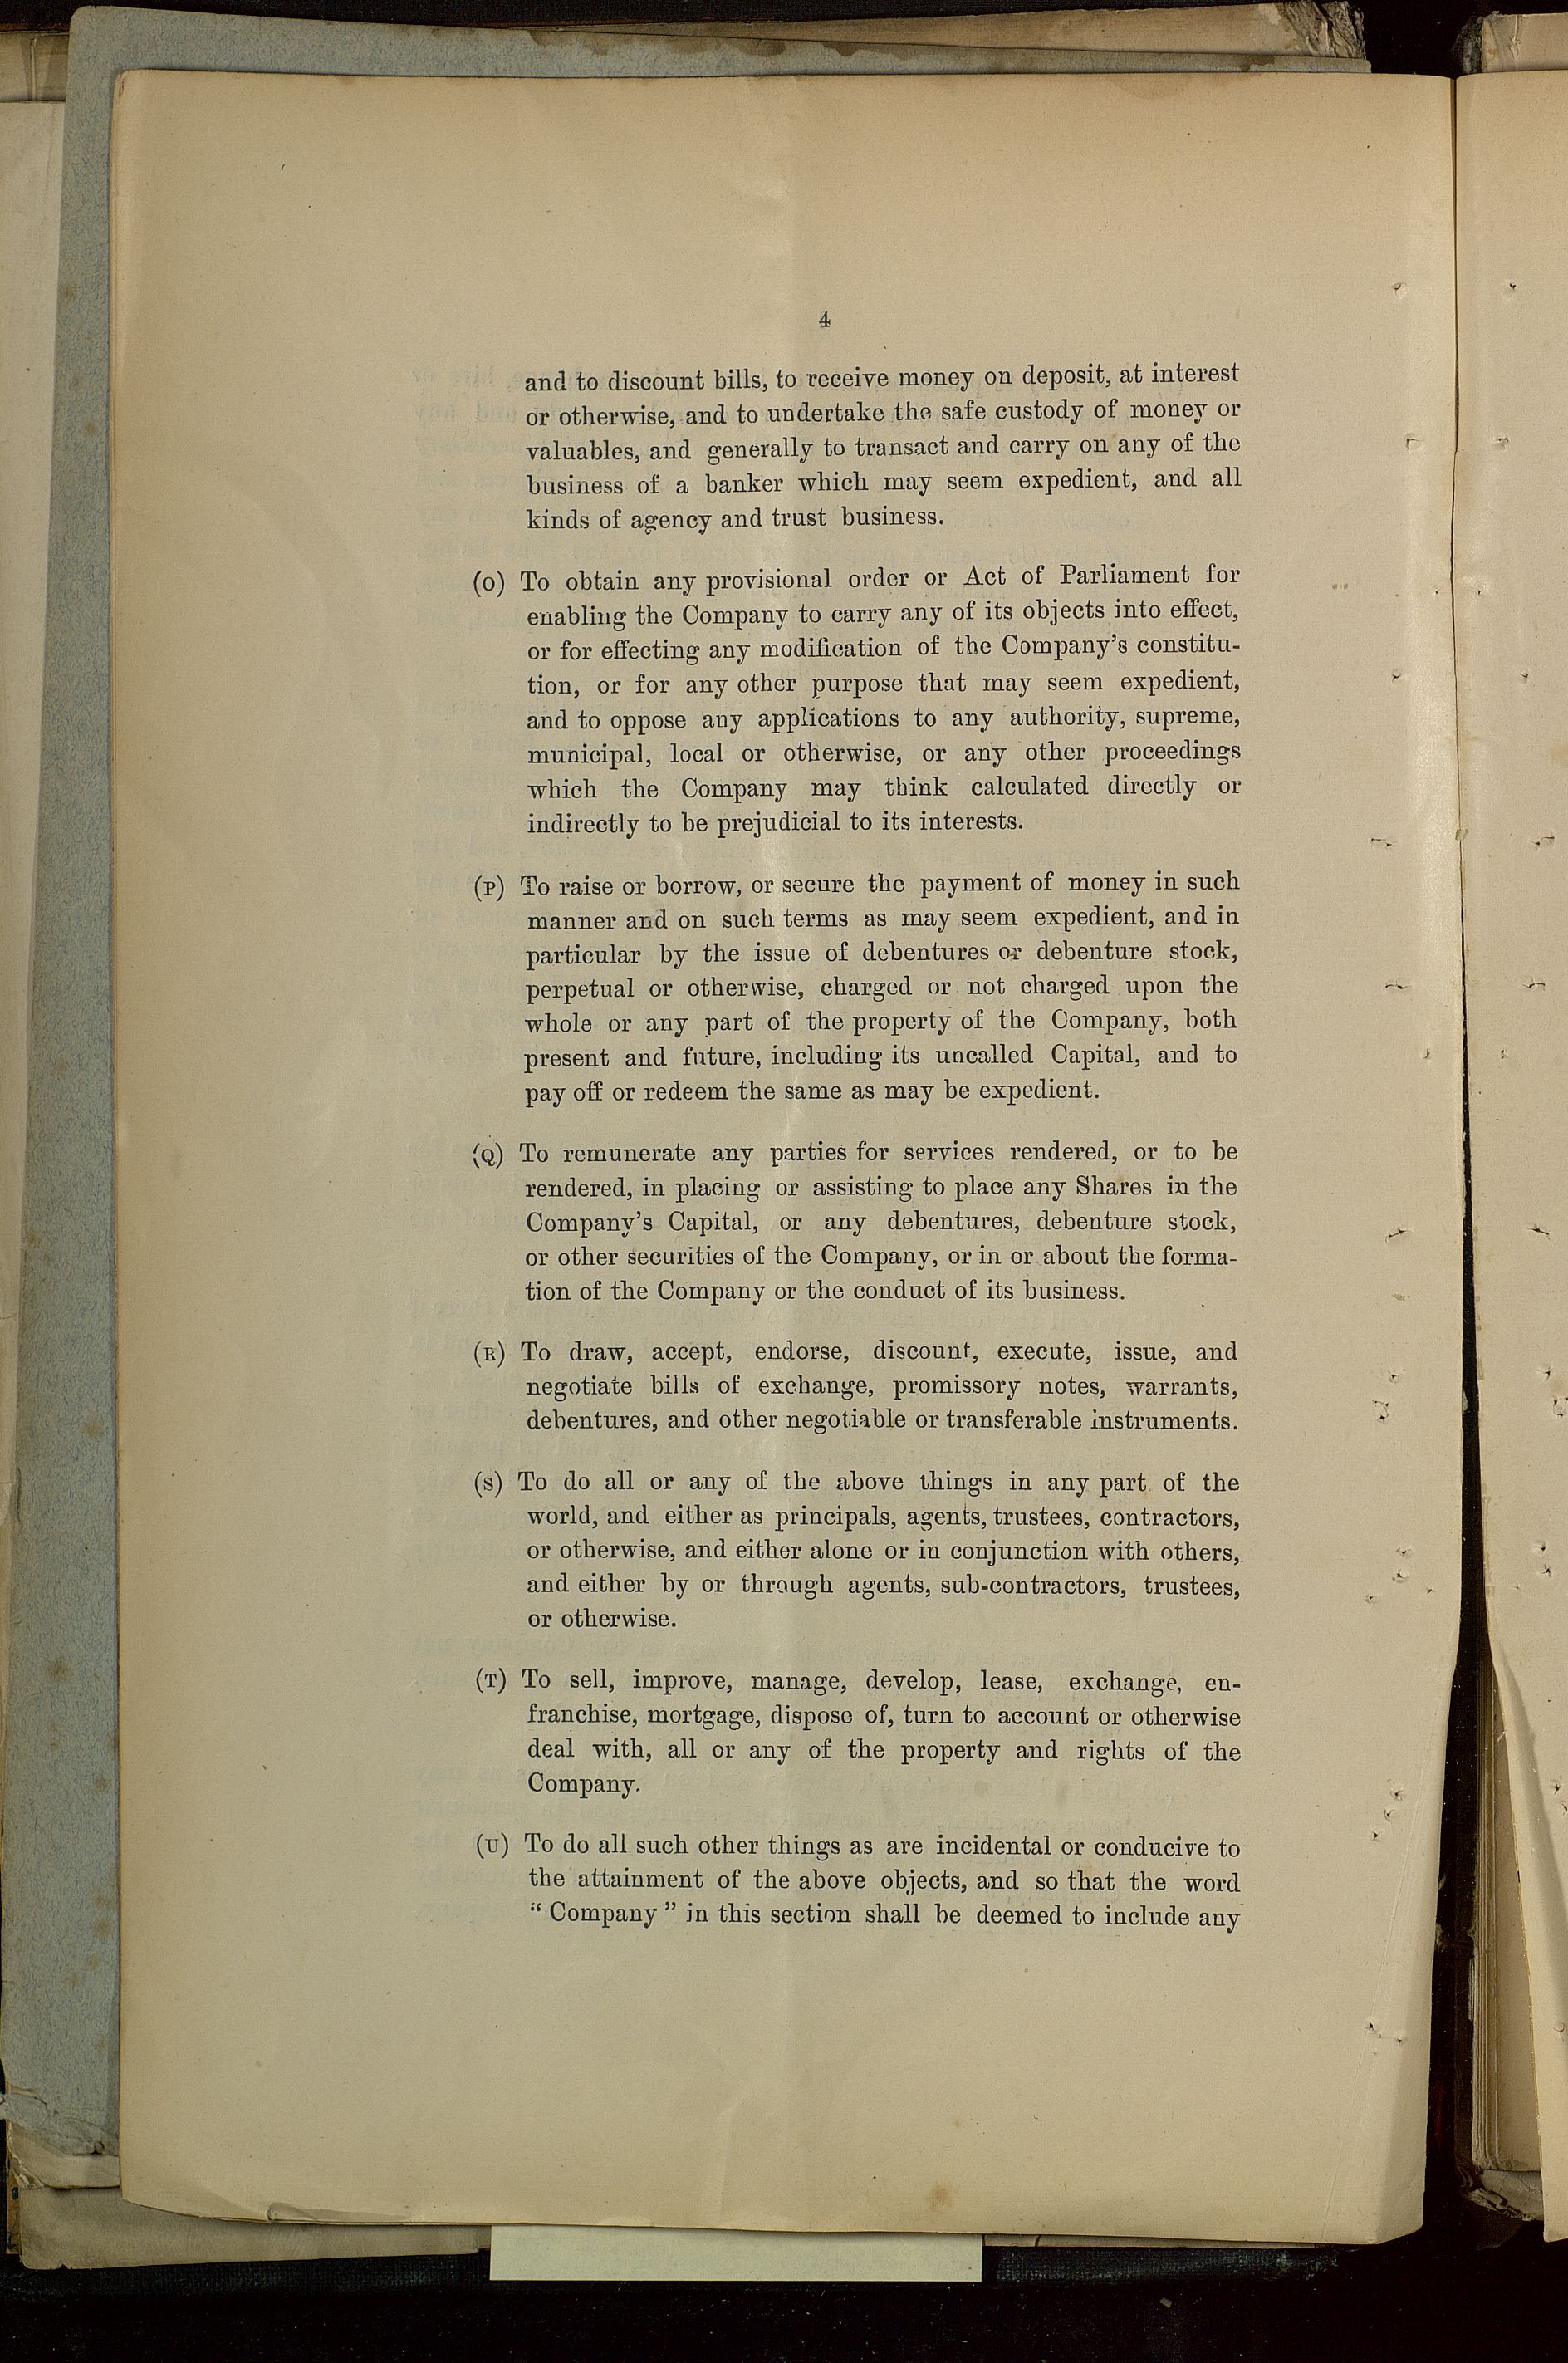 4
and to discount bills, to receive money on deposit, at interest
or otherwise, and to undertake the safe custody of money or
valuables, and generally to transact and carry on any of the
business of a banker which may seem expedient, and all
kinds of agency and trust business.
(O) To obtain any provisional order or Act of Parliament for
enabling the Company to carry any of its objects into effect,
or for effecting any modification of the Company's constitu-
tion, or for any other purpose that may seem expedient,
and to oppose any applications to any authority, supreme,
municipal, local or otherwise, or any other proceedings
which the Company may think calculated directly or
indirectly to be prejudicial to its interests.
(P) To raise or borrow, or secure the payment of money in such
manner and on such terms as may seem expedient, and in
particular by the issue of debentures or debenture stock,
perpetual or otherwise, charged or not charged upon the
whole or any part of the property of the Company, both
present and future, including its uncalled Capital, and to
pay off or redeem the same as may be expedient.
(Q) To remunerate any parties for services rendered, or to be
rendered, in placing or assisting to place any Shares in the
Company's Capital, or any debentures, debenture stock,
or other securities of the Company, or in or about the forma-
tion of the Company or the conduct of its business.
(R) To draw, accept, endorse, discount, execute, issue, and
negotiate bills of exchange, promissory notes, warrants,
debentures, and other negotiable or transferable instruments.
(S) To do all or any of the above things in any part of the
world, and either as principals, agents, trustees, contractors,
or otherwise, and either alone or in conjunction with others,
and either by or through agents, sub-contractors, trustees,
or otherwise.
(T) To sell, improve, manage, develop, lease, exchange, en-
franchise, mortgage, dispose of, turn to account or otherwise
deal with, all or any of the property and rights of the
Company.
(U) To do all such other things as are incidental or conducive to
the attainment of the above objects, and so that the word
" Company " in this section shall be deemed to include any